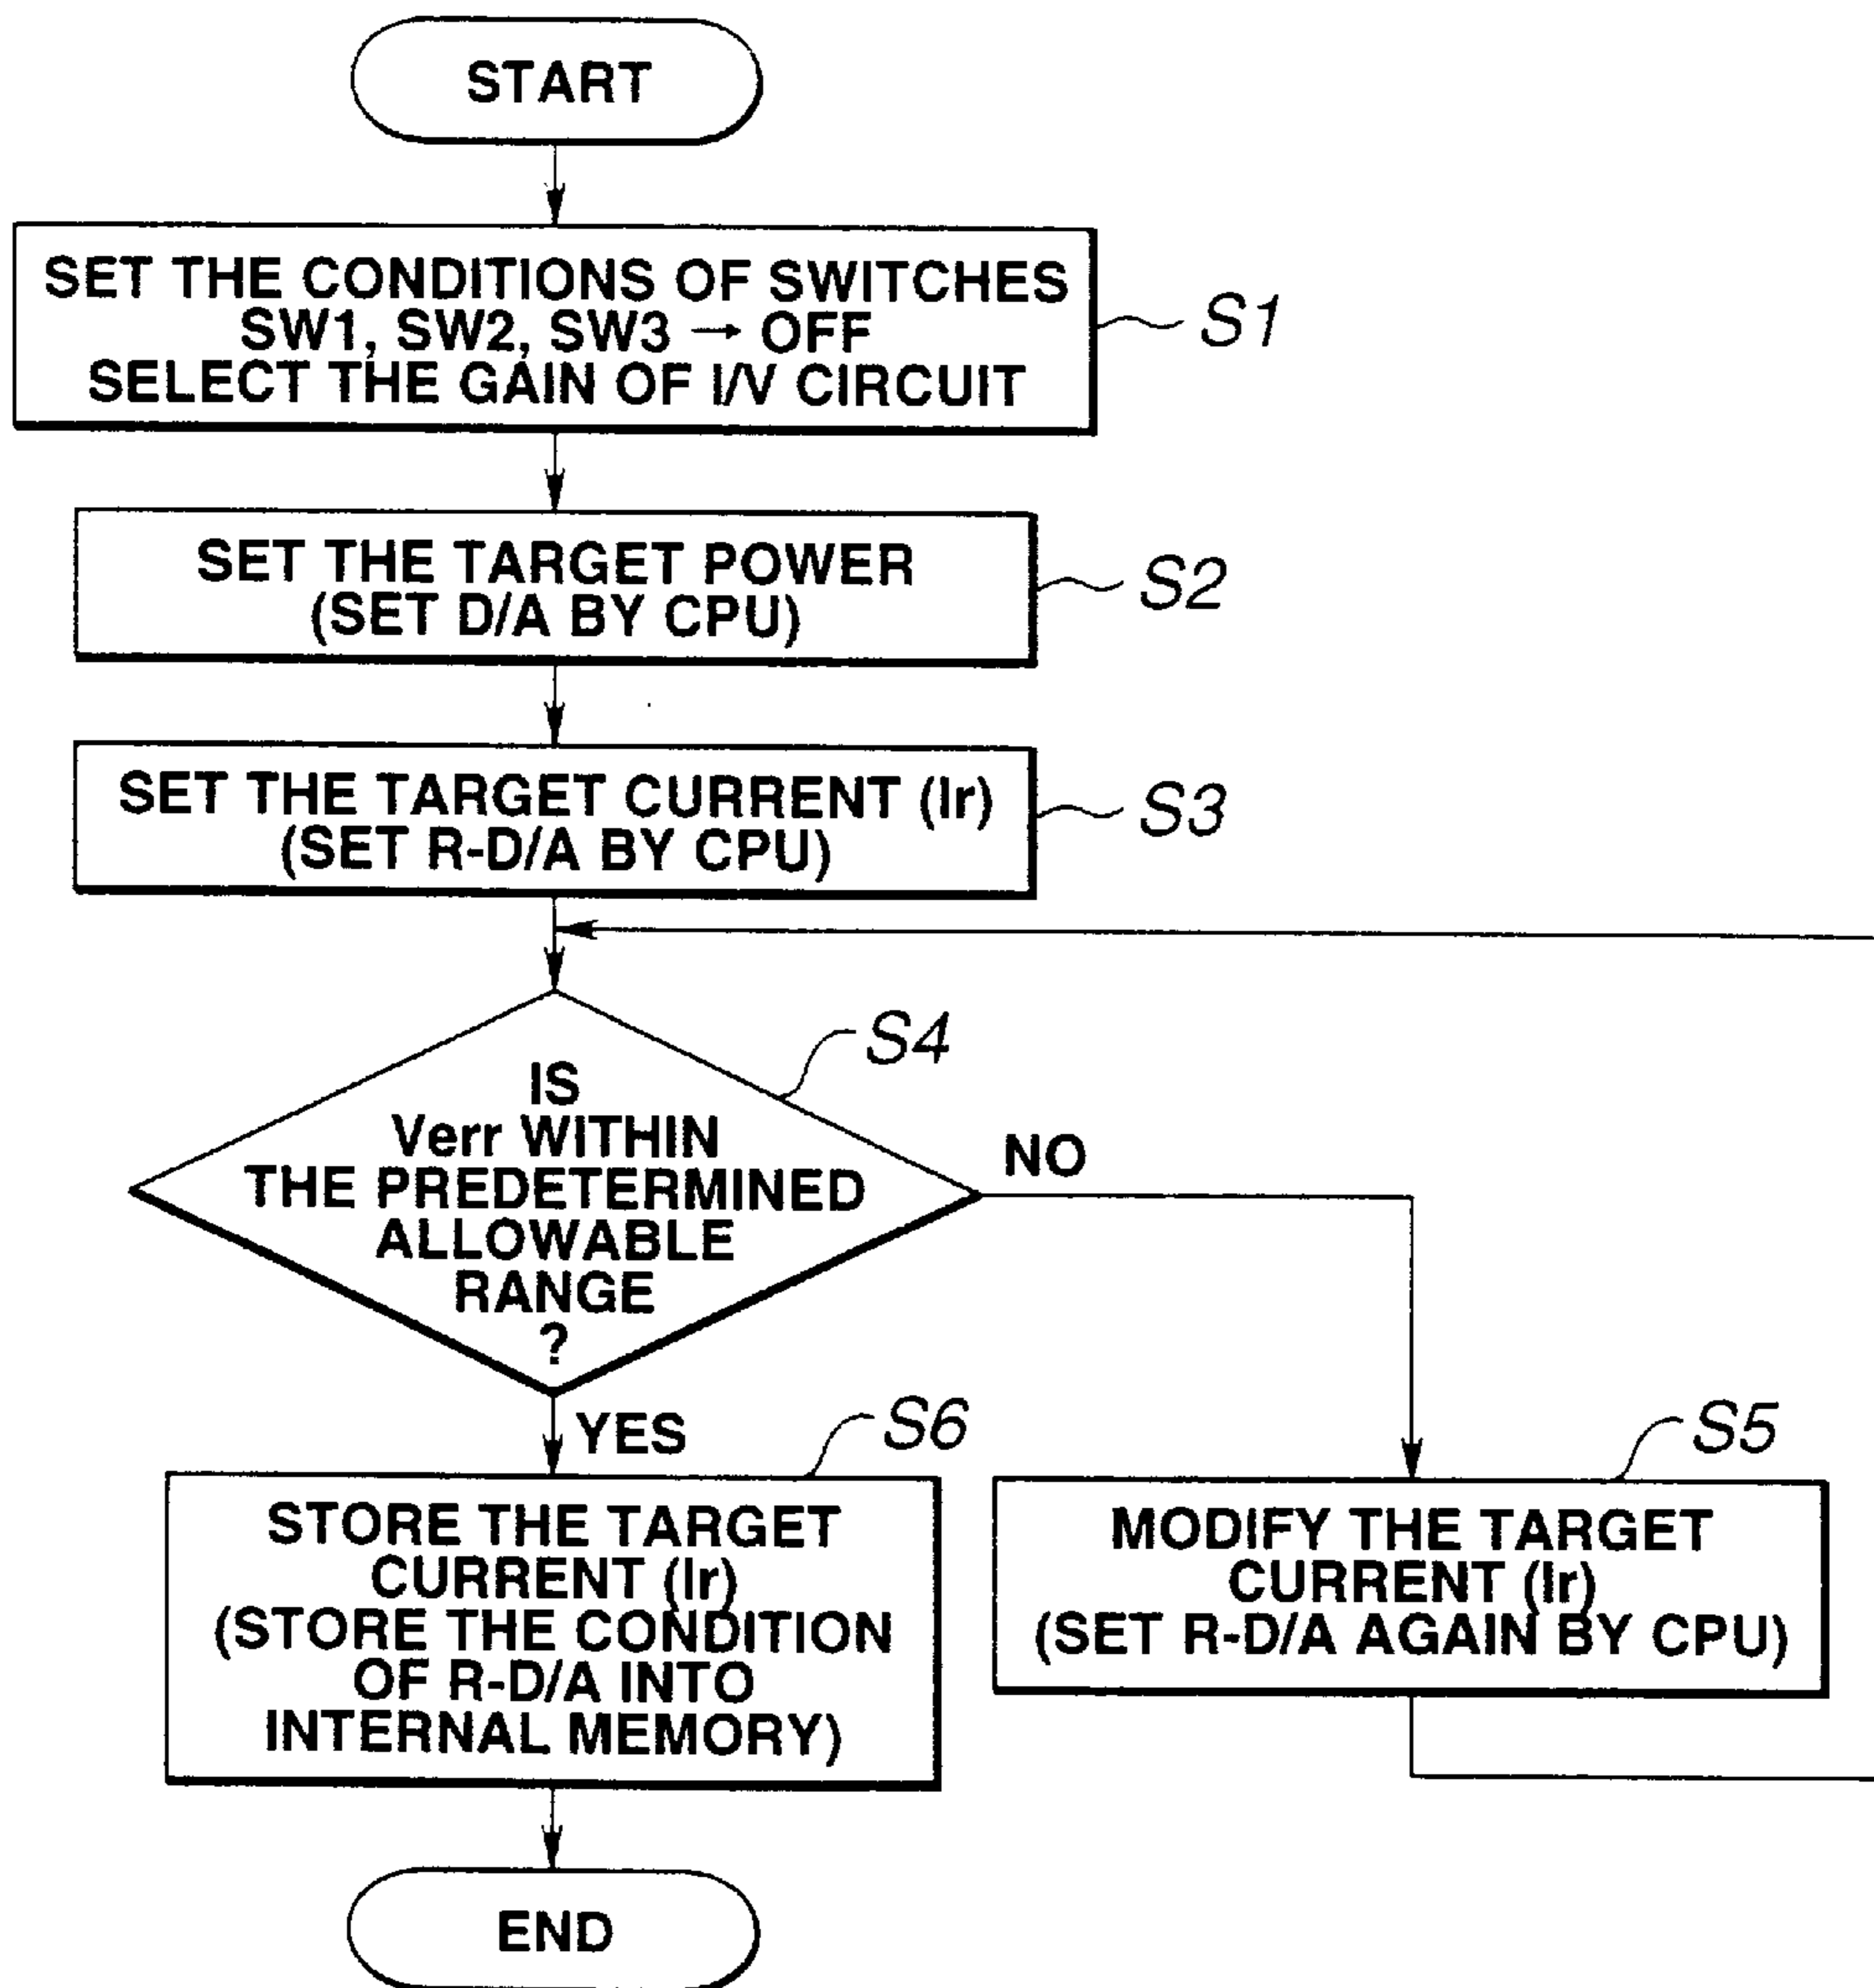 START
SET THE CONDITIONS OF SWITCHES
SW1, SW2, SW3 → OFF
SELECT THE GAIN OF I/V CIRCUIT
S1
SET THE TARGET POWER
(SET D/A BY CPU)
S2
SET THE TARGET CURRENT (Ir)
(SET R-D/A BY CPU)
S3
S4
IS
Verr WITHIN
THE PREDETERMINED
ALLOWABLE
RANGE
?
NO
YES
S6
STORE THE TARGET
CURRENT (Ir)
(STORE THE CONDITION
OF R-D/A INTO
INTERNAL MEMORY)
S5
MODIFY THE TARGET
CURRENT (Ir)
(SET R-D/A AGAIN BY CPU)
END